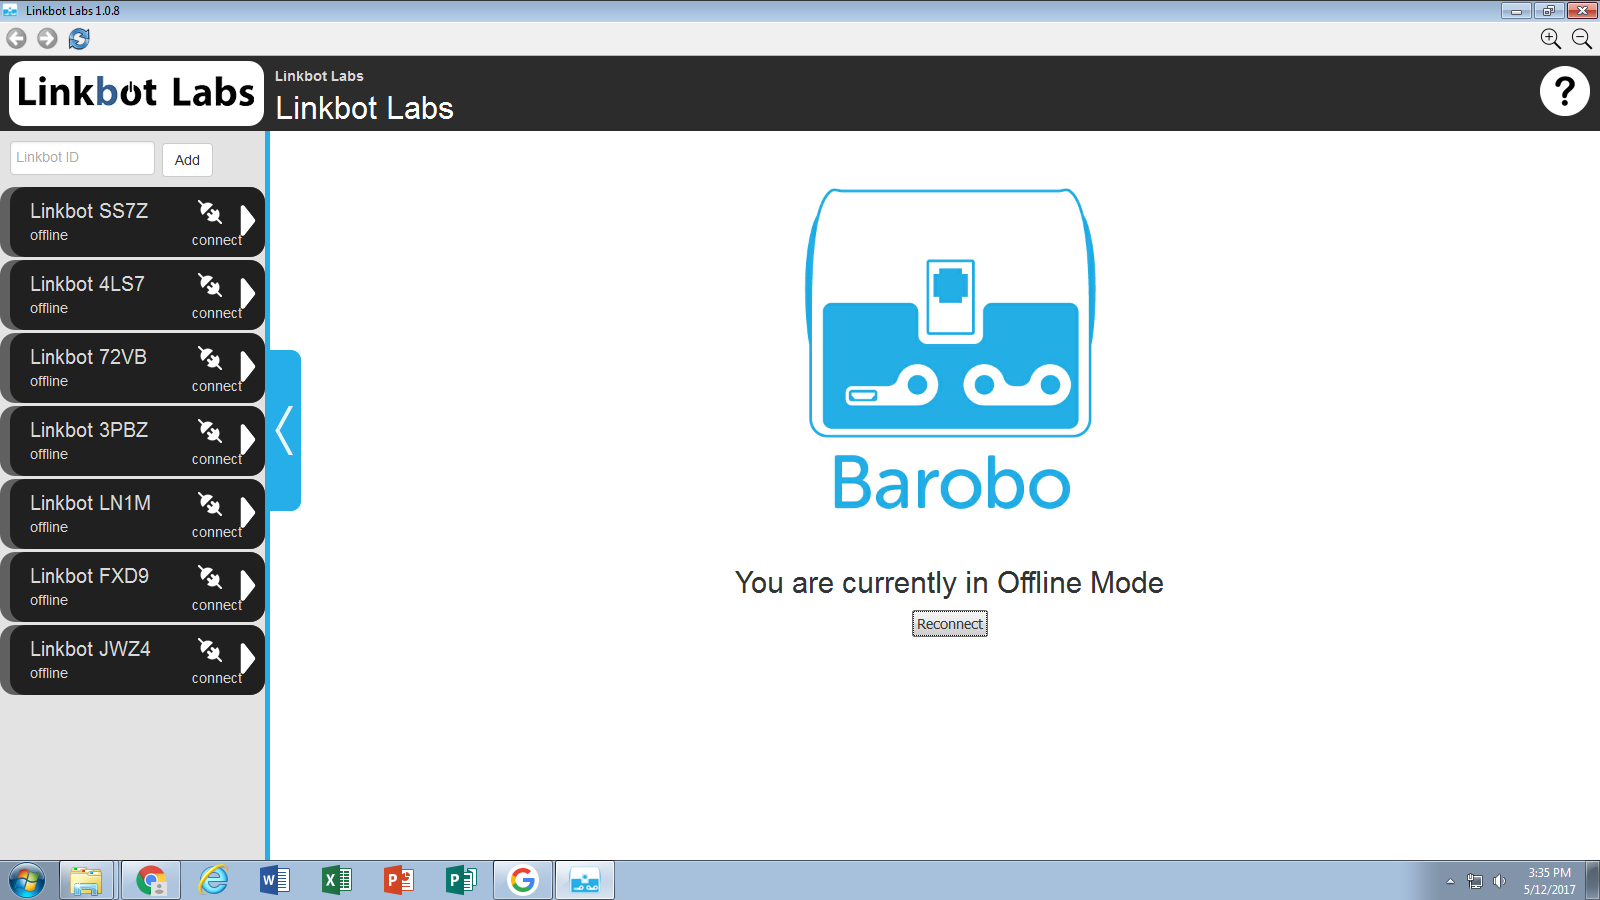 Linkbot Labs 1.0.8
Linkbot Labs
Linkbot Labs
Linkbot Labs
?
Linkbot ID
Add
Linkbot SS7Z
offline
connect
Linkbot 4LS7
offline
connect
Linkbot 72VB
offline
connect
Linkbot 3PBZ
offline
connect
Linkbot LN1M
offline
connect
Linkbot FXD9
offline
connect
Linkbot JWZ4
offline
connect
Barobo
You are currently in Offline Mode
Reconnect
3:35 PM
5/12/2017